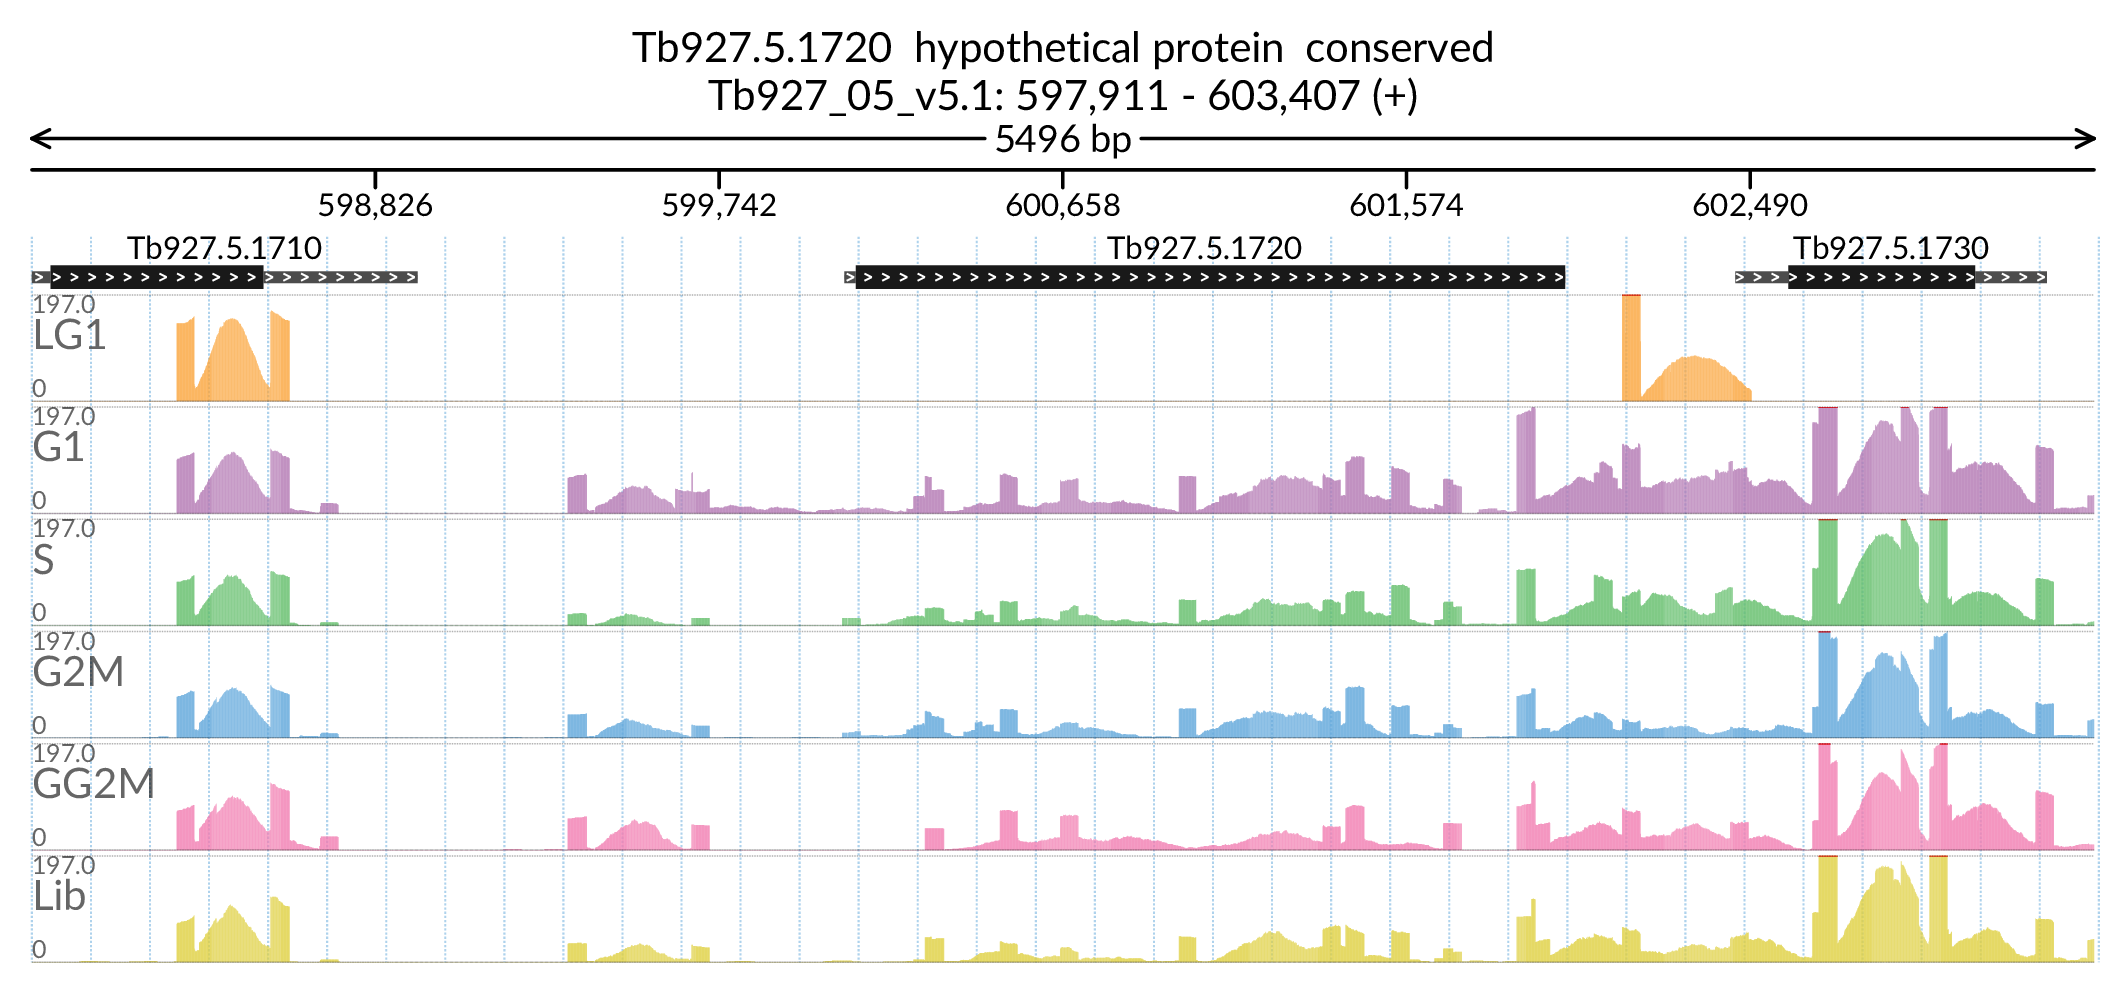 Tb927.5.1720  hypothetical protein  conserved
Tb927_05_v5.1: 597,911 - 603,407 (+)
5496 bp
598,826 599,742 600,658 601,574 602,490
Tb927.5.1710 Tb927.5.1720 Tb927.5.1730
197.0
LG1
0
197.0
G1
0
197.0
S
0
197.0
G2M
0
197.0
GG2M
0
197.0
Lib
0